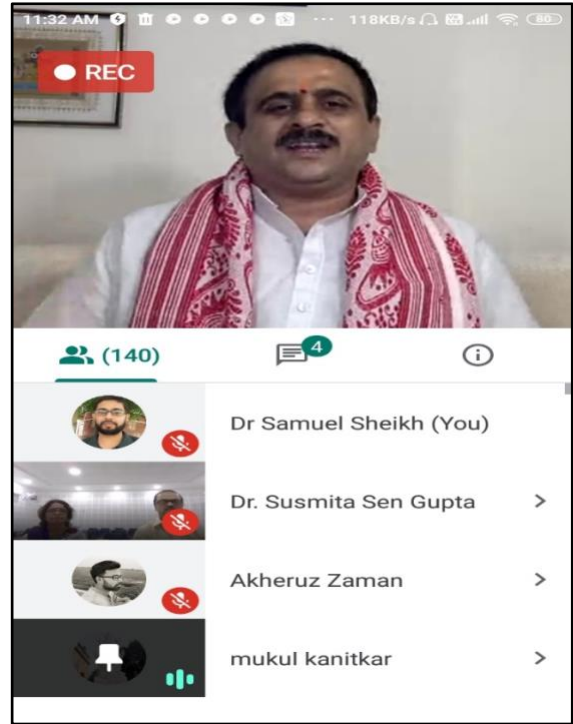 11:32 AM ... 118KB/s 80
REC
(140) 4
Dr Samuel Sheikh (You)
Dr. Susmita Sen Gupta
Akheruz Zaman
mukul kanitkar